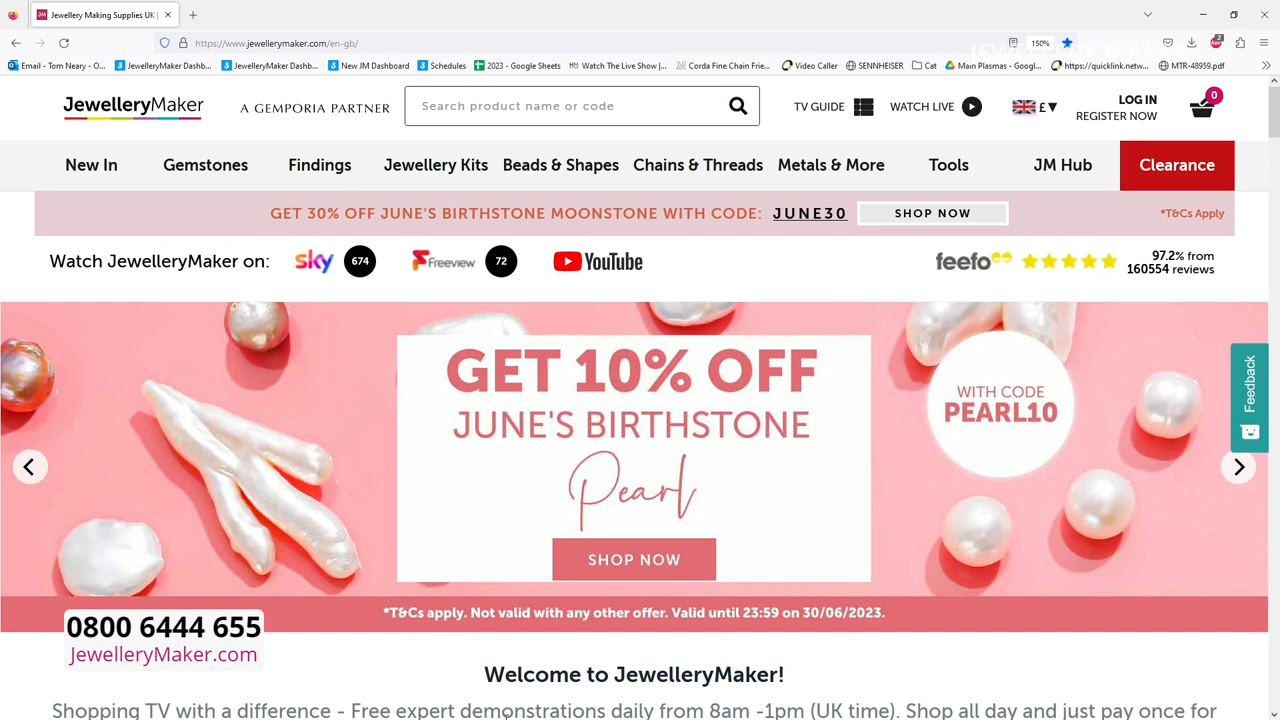 Jewellery Making Supplies UK |
https://www.jewellerymaker.com/en-gb/
150%
2
Email - Tom Neary - O...
JewelleryMaker Dashb...
JewelleryMaker Dashb...
New JM Dashboard
Schedules
2023 - Google Sheets
Watch The Live Show |...
Corda Fine Chain Frie...
Video Caller
SENNHEISER
Cat
Main Plasmas - Googl...
https://quicklink.netw...
MTR-48959.pdf
JewelleryMaker
A GEMPORIA PARTNER
Search product name or code
TV GUIDE
WATCH LIVE
£
LOG IN
REGISTER NOW
0
New In
Gemstones
Findings
Jewellery Kits
Beads & Shapes
Chains & Threads
Metals & More
Tools
JM Hub
Clearance
GET 30% OFF JUNE'S BIRTHSTONE MOONSTONE WITH CODE: JUNE30
SHOP NOW
*T&Cs Apply
Watch JewelleryMaker on:
sky
674
Freeview
72
YouTube
feefo
97.2% from
160554 reviews
GET 10% OFF
JUNE'S BIRTHSTONE
Pearl
SHOP NOW
WITH CODE
PEARL10
Feedback
*T&Cs apply. Not valid with any other offer. Valid until 23:59 on 30/06/2023.
0800 6444 655
JewelleryMaker.com
Welcome to JewelleryMaker!
Shopping TV with a difference - Free expert demonstrations daily from 8am -1pm (UK time). Shop all day and just pay once for